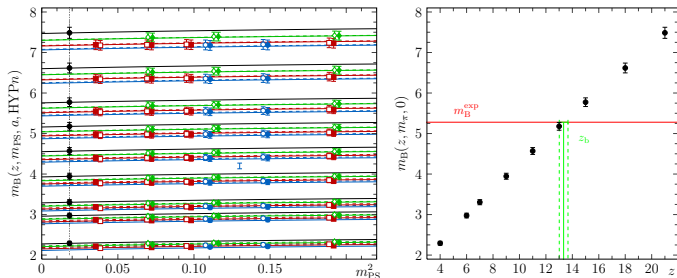 m_B(z, m_PS, a, HYPn)
8
7
6
5
4
3
2
0 0.05 0.10 0.15 m²_PS
m_B(z, m_π, 0)
8
7
6
5
4
3
2
m_B^exp
z_b
4 6 8 10 12 14 16 18 20 z